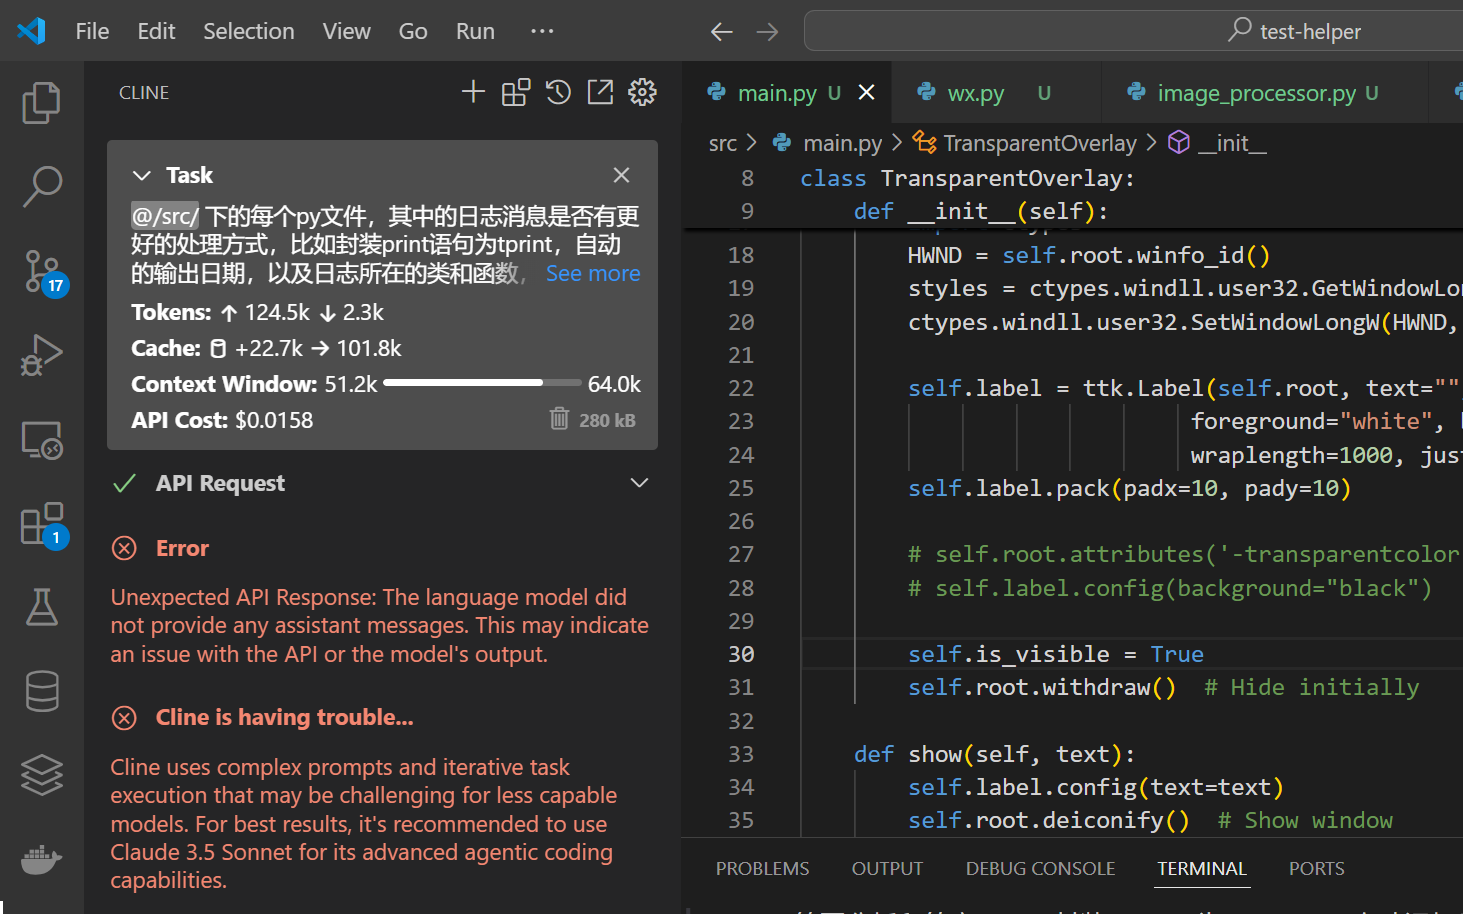 File Edit Selection View Go Run ···
test-helper
CLINE
Task
@/src/ 下的每个py文件，其中的日志消息是否有更
好的处理方式，比如封装print语句为tprint，自动
的输出日期，以及日志所在的类和函数， See more
Tokens: ↑ 124.5k ↓ 2.3k
Cache: +22.7k → 101.8k
Context Window: 51.2k 64.0k
API Cost: $0.0158 280 kB
API Request
Error
Unexpected API Response: The language model did
not provide any assistant messages. This may indicate
an issue with the API or the model's output.
Cline is having trouble...
Cline uses complex prompts and iterative task
execution that may be challenging for less capable
models. For best results, it's recommended to use
Claude 3.5 Sonnet for its advanced agentic coding
capabilities.
17
1
main.py U wx.py U image_processor.py U
src > main.py > TransparentOverlay > __init__
8 class TransparentOverlay:
9 def __init__(self):
18 HWND = self.root.winfo_id()
19 styles = ctypes.windll.user32.GetWindowLon
20 ctypes.windll.user32.SetWindowLongW(HWND,
21
22 self.label = ttk.Label(self.root, text="",
23 foreground="white",
24 wraplength=1000, jus
25 self.label.pack(padx=10, pady=10)
26
27 # self.root.attributes('-transparentcolor
28 # self.label.config(background="black")
29
30 self.is_visible = True
31 self.root.withdraw() # Hide initially
32
33 def show(self, text):
34 self.label.config(text=text)
35 self.root.deiconify() # Show window
PROBLEMS OUTPUT DEBUG CONSOLE TERMINAL PORTS